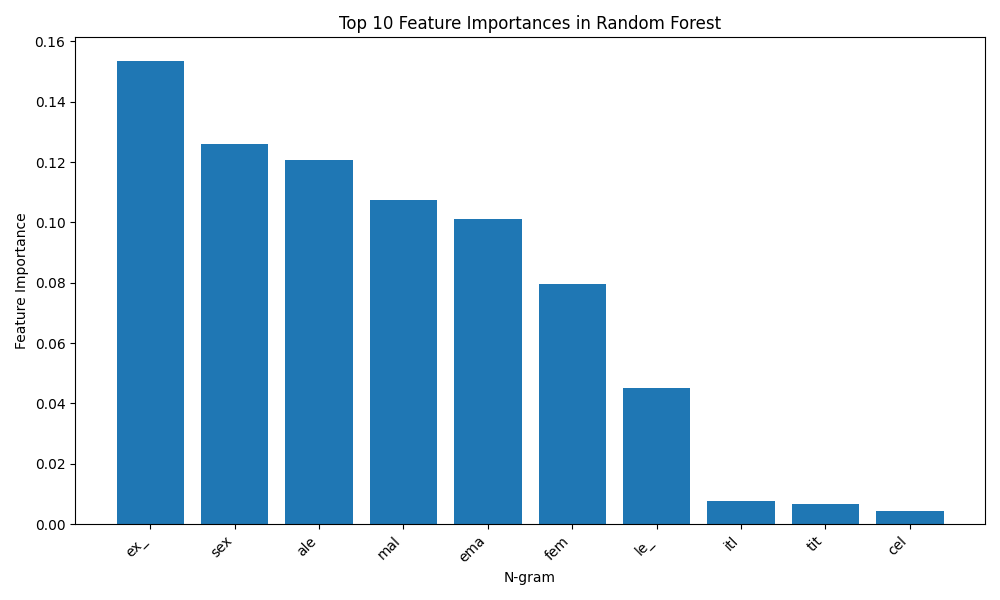 Top 10 Feature Importances in Random Forest
0.16
0.14
0.12
0.10
0.08
0.06
0.04
0.02
0.00
Feature Importance
ex_
sex
ale
mal
ema
fem
le_
itl
tit
cel
N-gram